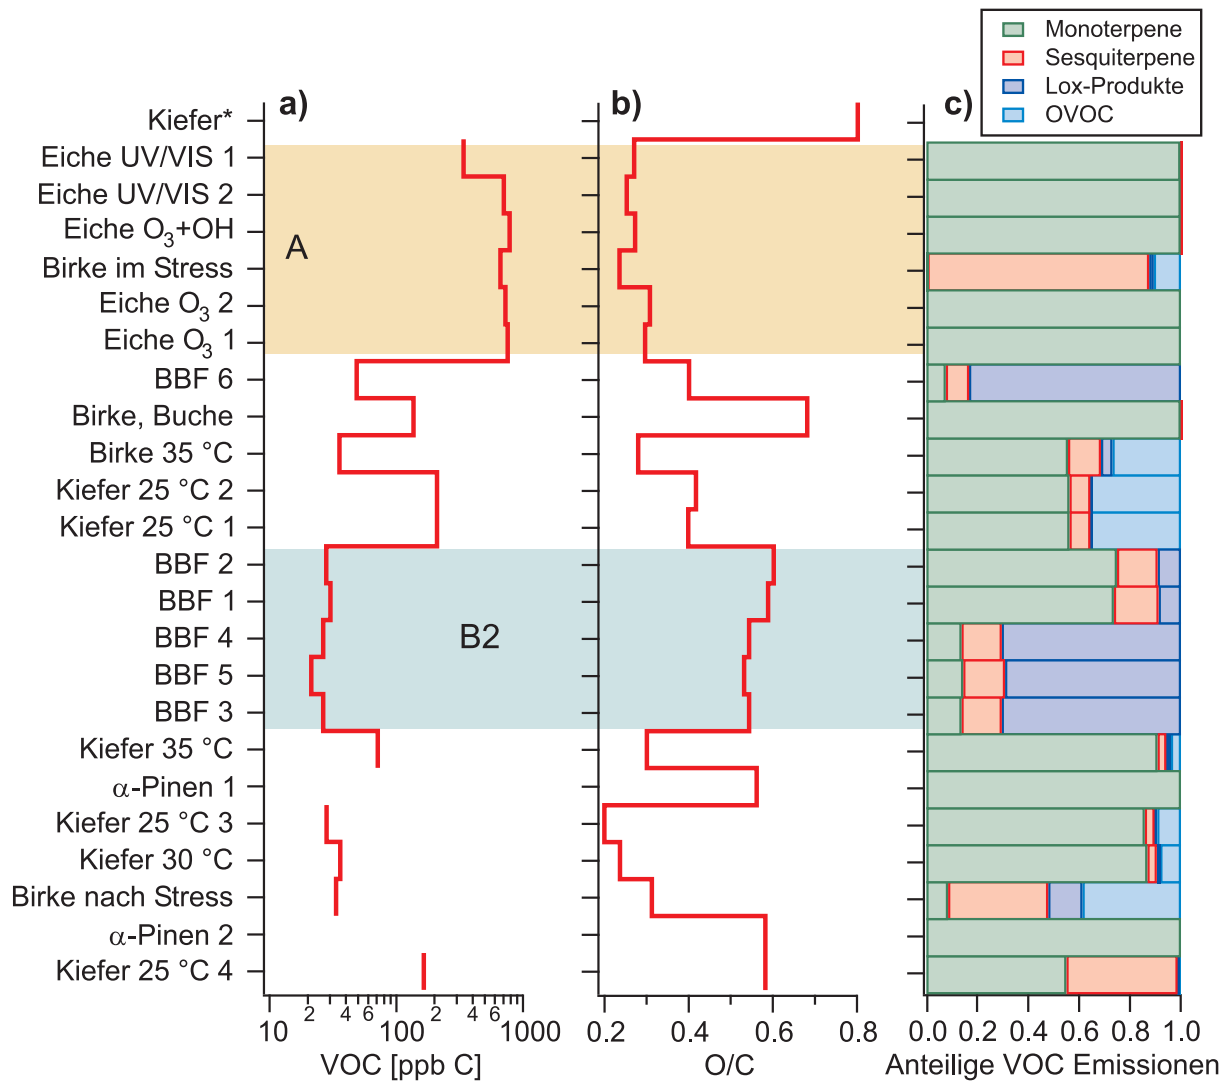 Monoterpene
Sesquiterpene
Lox-Produkte
OVOC
a)
b)
c)
Kiefer*
Eiche UV/VIS 1
Eiche UV/VIS 2
Eiche O3+OH
Birke im Stress
Eiche O3 2
Eiche O3 1
BBF 6
Birke, Buche
Birke 35 °C
Kiefer 25 °C 2
Kiefer 25 °C 1
BBF 2
BBF 1
BBF 4
BBF 5
BBF 3
Kiefer 35 °C
α-Pinen 1
Kiefer 25 °C 3
Kiefer 30 °C
Birke nach Stress
α-Pinen 2
Kiefer 25 °C 4
A
B2
10 2 4 6 100 2 4 6 1000
VOC [ppb C]
0.2 0.4 0.6 0.8
O/C
0.0 0.2 0.4 0.6 0.8 1.0
Anteilige VOC Emissionen